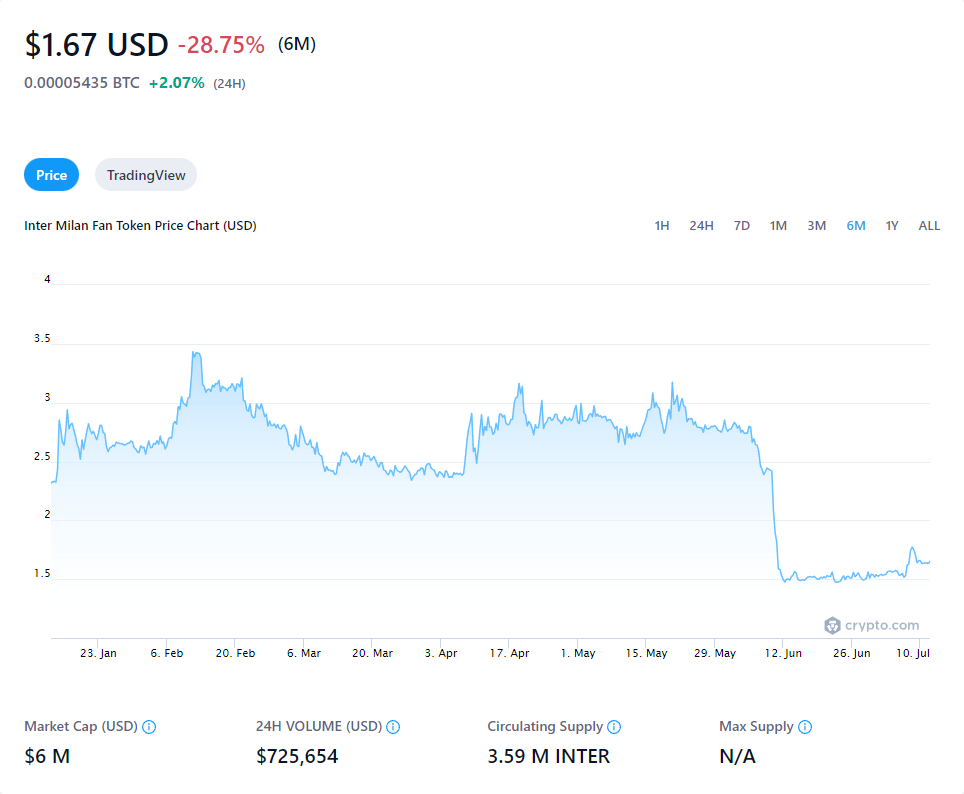 $1.67 USD -28.75% (6M)
0.00005435 BTC +2.07% (24H)
Price TradingView
Inter Milan Fan Token Price Chart (USD) 1H 24H 7D 1M 3M 6M 1Y ALL
4
3.5
3
2.5
2
1.5
crypto.com
23. Jan 6. Feb 20. Feb 6. Mar 20. Mar 3. Apr 17. Apr 1. May 15. May 29. May 12. Jun 26. Jun 10. Jul
Market Cap (USD) 24H VOLUME (USD) Circulating Supply Max Supply
$6 M $725,654 3.59 M INTER N/A